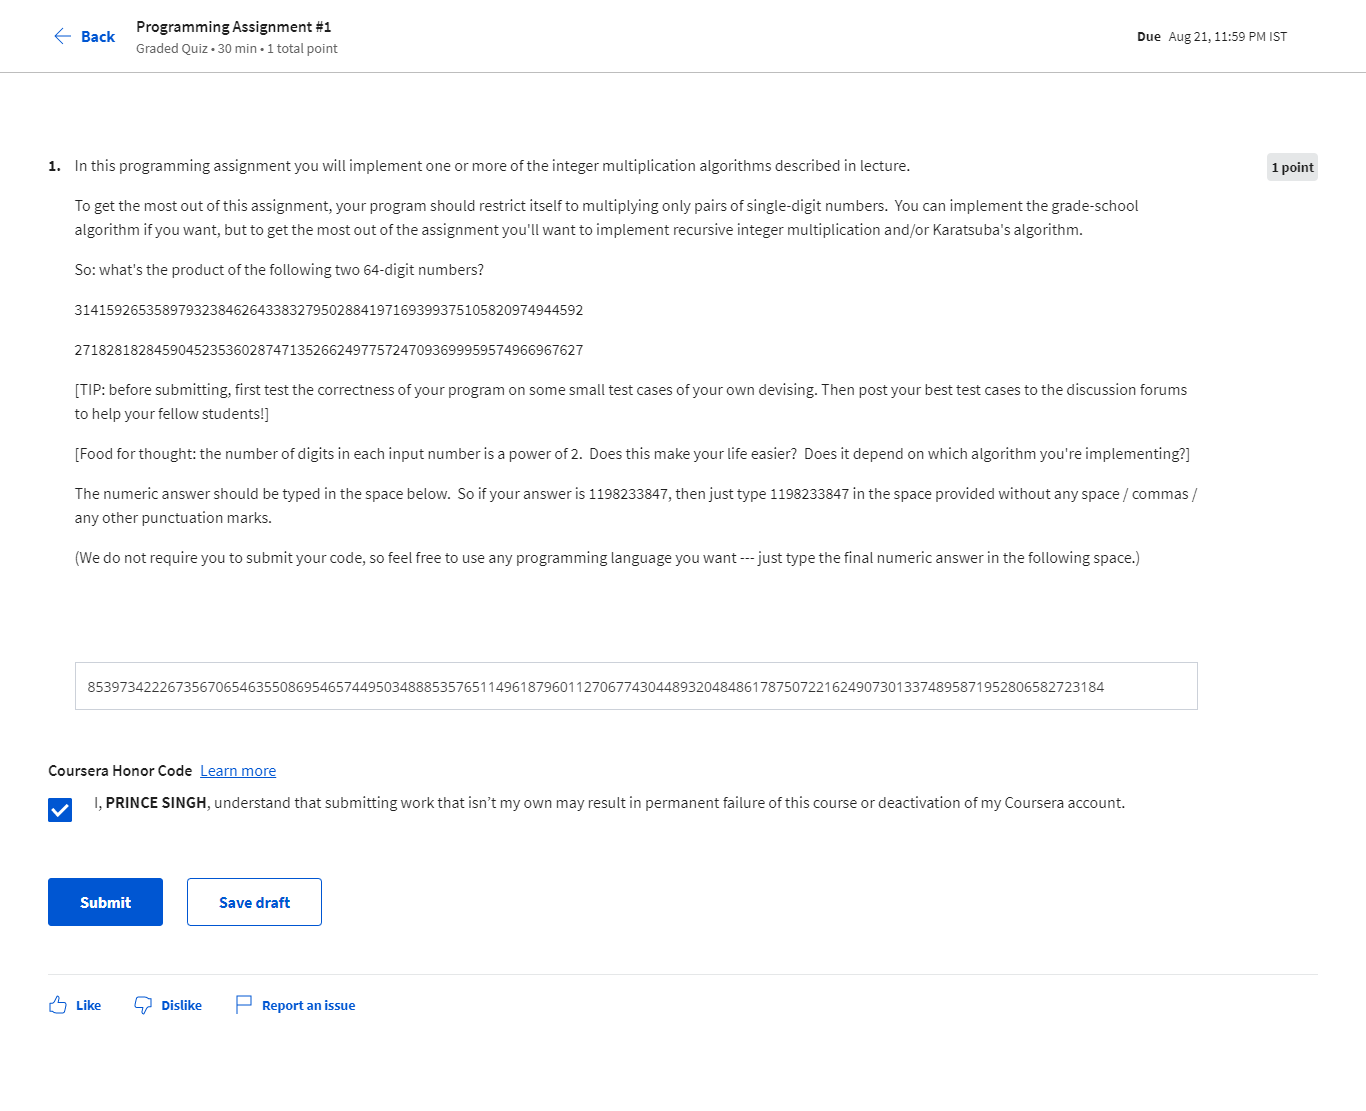 Back
Programming Assignment #1
Graded Quiz • 30 min • 1 total point
Due Aug 21, 11:59 PM IST
1. In this programming assignment you will implement one or more of the integer multiplication algorithms described in lecture.
1 point
To get the most out of this assignment, your program should restrict itself to multiplying only pairs of single-digit numbers. You can implement the grade-school
algorithm if you want, but to get the most out of the assignment you'll want to implement recursive integer multiplication and/or Karatsuba's algorithm.
So: what's the product of the following two 64-digit numbers?
3141592653589793238462643383279502884197169399375105820974944592
2718281828459045235360287471352662497757247093699959574966967627
[TIP: before submitting, first test the correctness of your program on some small test cases of your own devising. Then post your best test cases to the discussion forums
to help your fellow students!]
[Food for thought: the number of digits in each input number is a power of 2. Does this make your life easier? Does it depend on which algorithm you're implementing?]
The numeric answer should be typed in the space below. So if your answer is 1198233847, then just type 1198233847 in the space provided without any space / commas /
any other punctuation marks.
(We do not require you to submit your code, so feel free to use any programming language you want --- just type the final numeric answer in the following space.)
8539734222673567065463550869546574495034888535765114961879601127067743044893204848617875072216249073013374895871952806582723184
Coursera Honor Code Learn more
I, PRINCE SINGH, understand that submitting work that isn’t my own may result in permanent failure of this course or deactivation of my Coursera account.
Submit
Save draft
Like
Dislike
Report an issue